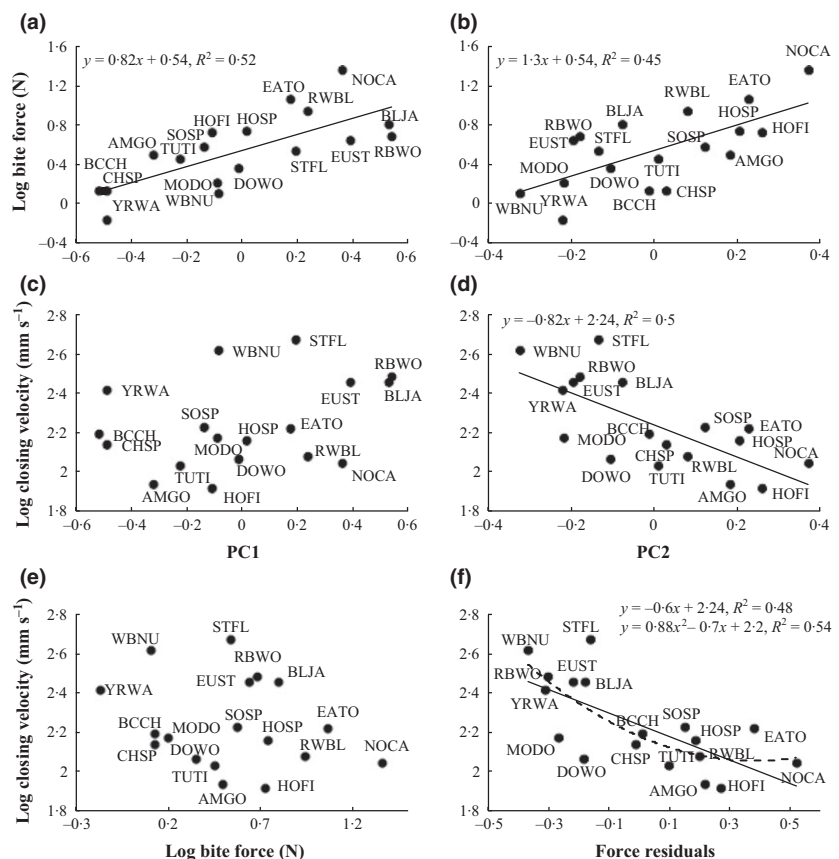 (a)
y = 0·82x + 0·54, R² = 0·52
Log bite force (N)
1·6
1·2
0·8
0·4
0
–0·4
–0·6
–0·4
–0·2
0
0·2
0·4
0·6
NOCA
EATO
RWBL
HOFI
HOSP
BLJA
SOSP
AMGO
TUTI
BCCH
CHSP
STFL
EUST
RBWO
MODO
DOWO
WBNU
YRWA
(b)
y = 1·3x + 0·54, R² = 0·45
1·6
1·2
0·8
0·4
0
–0·4
–0·4
–0·2
0
0·2
0·4
NOCA
EATO
RWBL
BLJA
RBWO
HOSP
HOFI
EUST
STFL
SOSP
AMGO
MODO
TUTI
DOWO
WBNU
YRWA
BCCH
CHSP
(c)
Log closing velocity (mm s⁻¹)
2·8
2·6
2·4
2·2
2
1·8
–0·6
–0·4
–0·2
0
0·2
0·4
0·6
PC1
STFL
WBNU
RBWO
YRWA
EUST
BLJA
SOSP
HOSP
EATO
BCCH
CHSP
MODO
RWBL
TUTI
DOWO
NOCA
AMGO
HOFI
(d)
y = –0·82x + 2·24, R² = 0·5
2·8
2·6
2·4
2·2
2
1·8
–0·4
–0·2
0
0·2
0·4
PC2
STFL
WBNU
RBWO
EUST
BLJA
YRWA
SOSP
EATO
BCCH
MODO
HOSP
CHSP
NOCA
DOWO
TUTI
RWBL
AMGO
HOFI
(e)
Log closing velocity (mm s⁻¹)
2·8
2·6
2·4
2·2
2
1·8
–0·3
0·2
0·7
1·2
Log bite force (N)
STFL
WBNU
RBWO
BLJA
YRWA
EUST
BCCH
MODO
SOSP
HOSP
EATO
CHSP
DOWO
RWBL
NOCA
TUTI
AMGO
HOFI
(f)
y = –0·6x + 2·24, R² = 0·48
y = 0·88x² – 0·7x + 2·2, R² = 0·54
2·8
2·6
2·4
2·2
2
1·8
–0·5
–0·3
–0·1
0·1
0·3
0·5
Force residuals
STFL
WBNU
RBWO
EUST
BLJA
YRWA
SOSP
BCCH
HOSP
EATO
MODO
CHSP
RWBL
DOWO
TUTI
NOCA
AMGO
HOFI